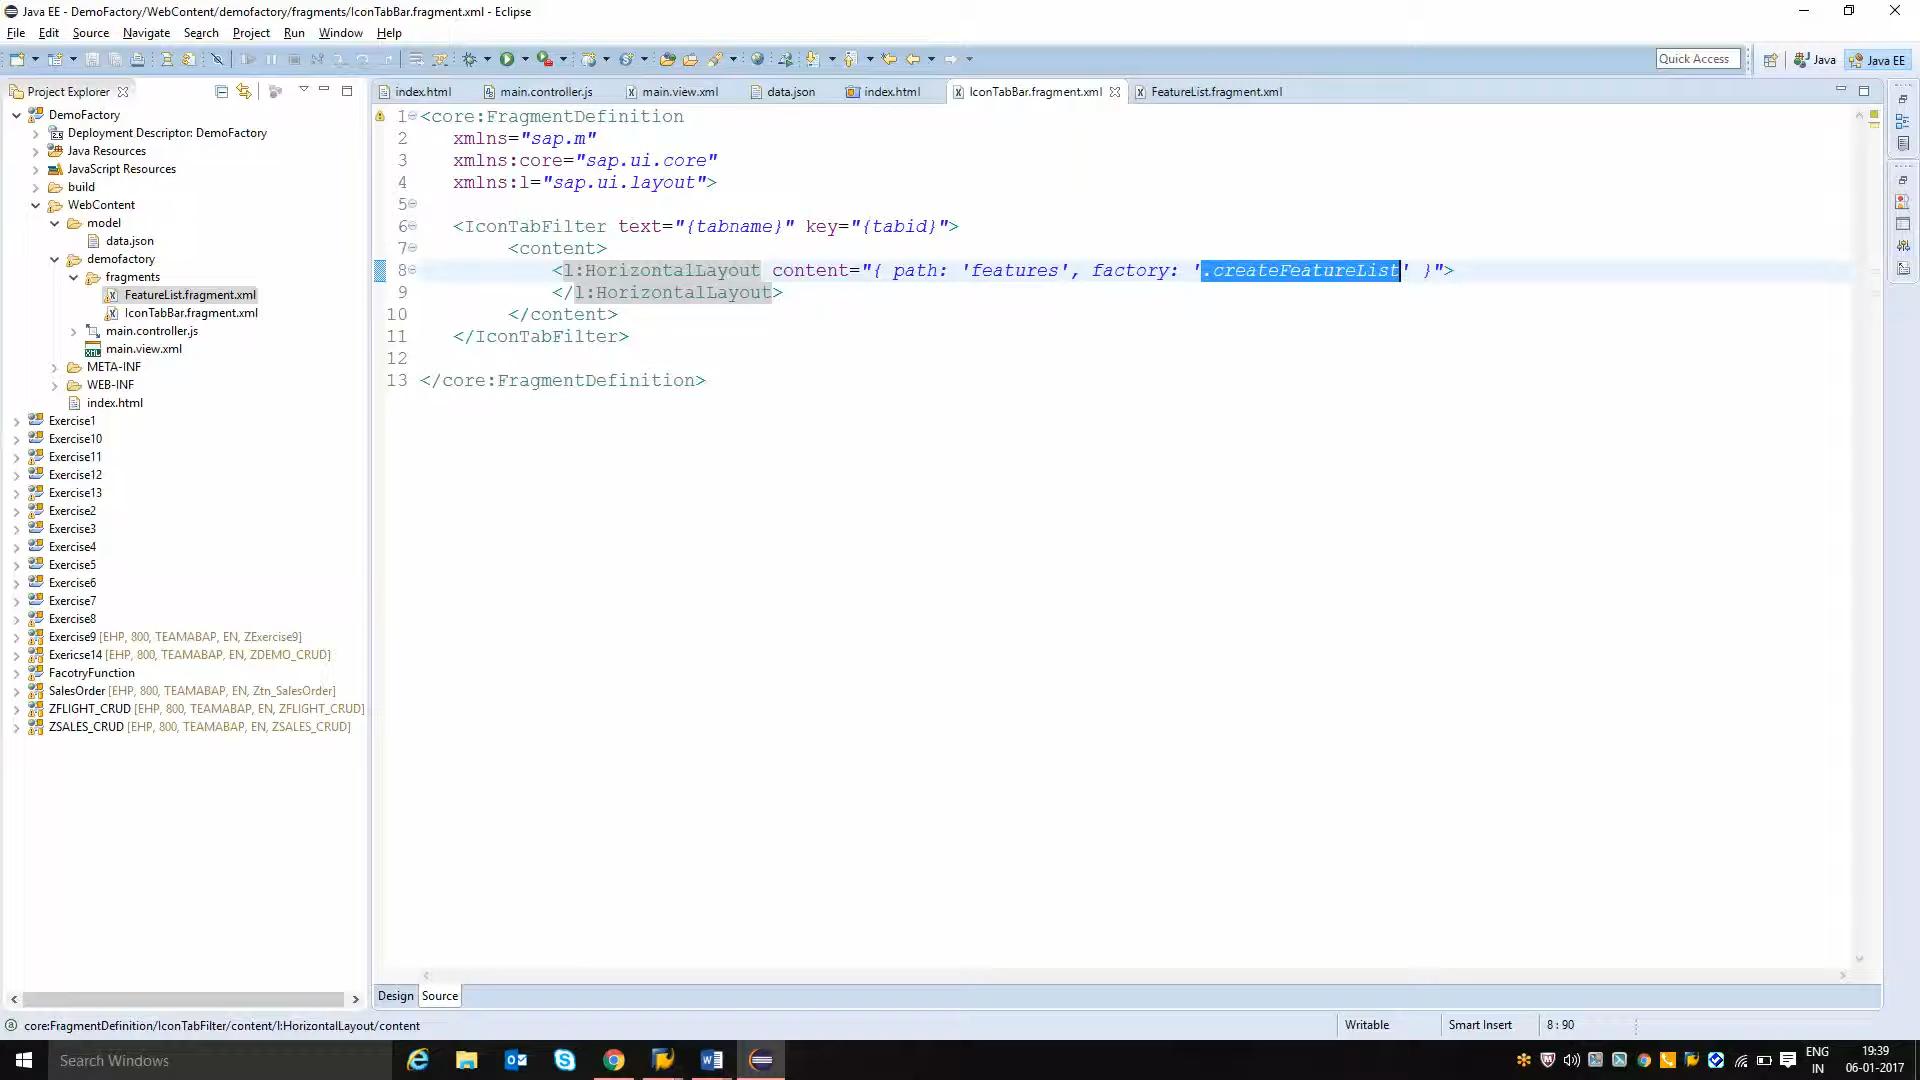 Java EE - DemoFactory/WebContent/demofactory/fragments/IconTabBar.fragment.xml - Eclipse
File Edit Source Navigate Search Project Run Window Help
Quick Access Java Java EE
Project Explorer
index.html main.controller.js main.view.xml data.json index.html IconTabBar.fragment.xml FeatureList.fragment.xml
DemoFactory
Deployment Descriptor: DemoFactory
Java Resources
JavaScript Resources
build
WebContent
model
data.json
demofactory
fragments
FeatureList.fragment.xml
IconTabBar.fragment.xml
main.controller.js
main.view.xml
META-INF
WEB-INF
index.html
Exercise1
Exercise10
Exercise11
Exercise12
Exercise13
Exercise2
Exercise3
Exercise4
Exercise5
Exercise6
Exercise7
Exercise8
Exercise9 [EHP, 800, TEAMABAP, EN, ZExercise9]
Exericse14 [EHP, 800, TEAMABAP, EN, ZDEMO_CRUD]
FacotryFunction
SalesOrder [EHP, 800, TEAMABAP, EN, Ztn_SalesOrder]
ZFLIGHT_CRUD [EHP, 800, TEAMABAP, EN, ZFLIGHT_CRUD]
ZSALES_CRUD [EHP, 800, TEAMABAP, EN, ZSALES_CRUD]
1 <core:FragmentDefinition
2 xmlns="sap.m"
3 xmlns:core="sap.ui.core"
4 xmlns:l="sap.ui.layout">
5
6 <IconTabFilter text="{tabname}" key="{tabid}">
7 <content>
8 <l:HorizontalLayout content="{ path: 'features', factory: '.createFeatureList' }">
9 </l:HorizontalLayout>
10 </content>
11 </IconTabFilter>
12
13 </core:FragmentDefinition>
Design Source
core:FragmentDefinition/IconTabFilter/content/l:HorizontalLayout/content
Writable Smart Insert 8 : 90
Search Windows
ENG
IN
19:39
06-01-2017